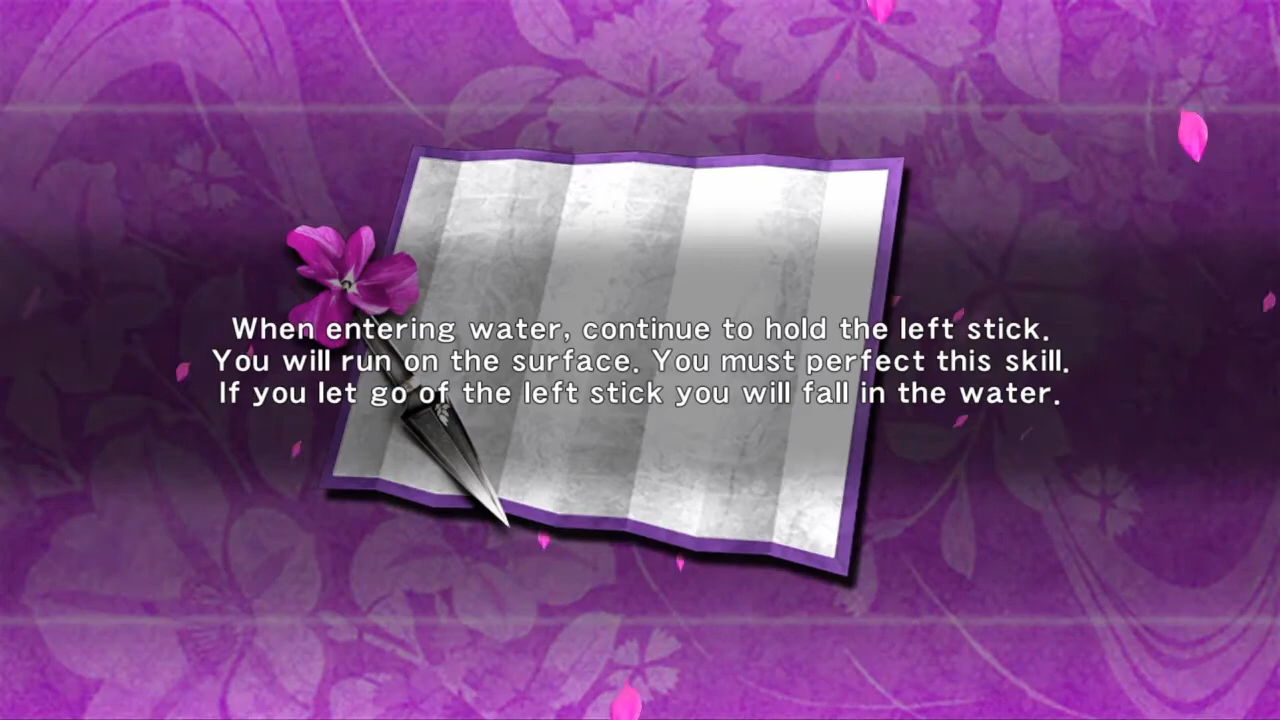 When entering water, continue to hold the left stick.
You will run on the surface. You must perfect this skill.
If you let go of the left stick you will fall in the water.